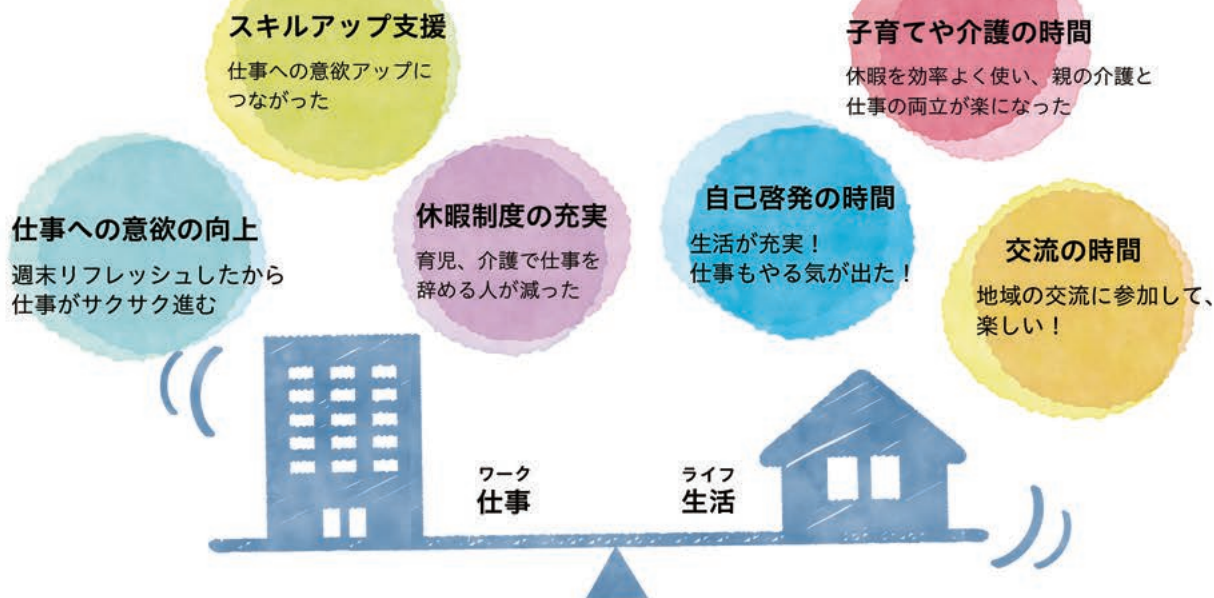 スキルアップ支援
仕事への意欲アップに
つながった
子育てや介護の時間
休暇を効率よく使い、親の介護と
仕事の両立が楽になった
仕事への意欲の向上
週末リフレッシュしたから
仕事がサクサク進む
休暇制度の充実
育児、介護で仕事を
辞める人が減った
自己啓発の時間
生活が充実！
仕事もやる気が出た！
交流の時間
地域の交流に参加して、
楽しい！
ワーク
仕事
ライフ
生活